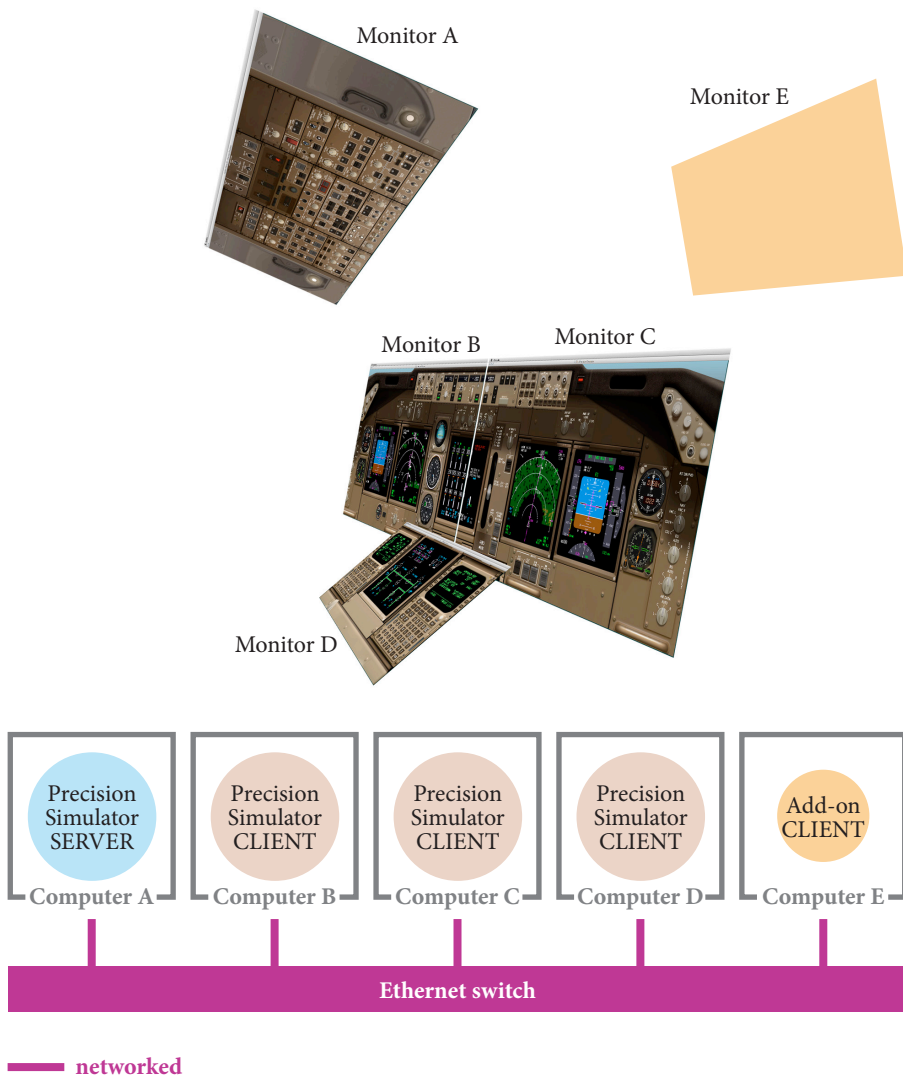 Monitor A
Monitor E
Monitor B
Monitor C
Monitor D
Precision
Simulator
SERVER
Computer A
Precision
Simulator
CLIENT
Computer B
Precision
Simulator
CLIENT
Computer C
Precision
Simulator
CLIENT
Computer D
Add-on
CLIENT
Computer E
Ethernet switch
networked